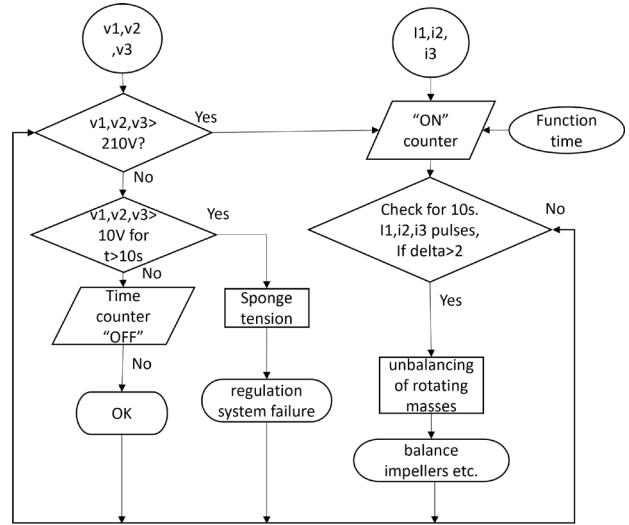 v1,v2
,v3
I1,i2,
i3
v1,v2,v3>
210V?
Yes
"ON"
counter
Function
time
No
v1,v2,v3>
10V for
t>10s
Yes
Check for 10s.
I1,i2,i3 pulses,
If delta>2
No
No
Time
counter
"OFF"
Sponge
tension
Yes
No
unbalancing
of rotating
masses
OK
regulation
system failure
balance
impellers etc.